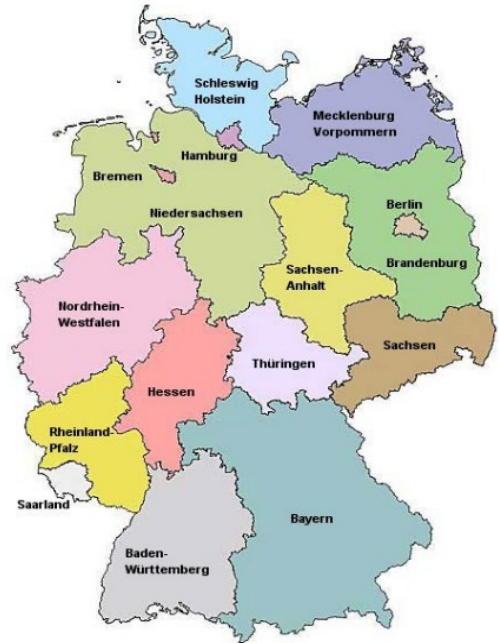 Schleswig
Holstein
Mecklenburg
Vorpommern
Hamburg
Bremen
Niedersachsen
Berlin
Brandenburg
Sachsen-
Anhalt
Nordrhein-
Westfalen
Sachsen
Thüringen
Hessen
Rheinland-
Pfalz
Saarland
Bayern
Baden-
Württemberg